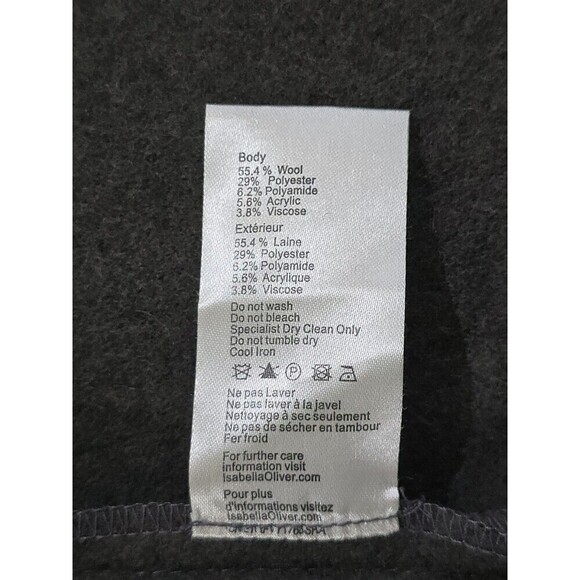 Body
55.4 % Wool
29% Polyester
6.2% Polyamide
5.6% Acrylic
3.8% Viscose
Extérieur
55.4 % Laine
29% Polyester
6.2% Polyamide
5.6% Acrylique
3.8% Viscose
Do not wash
Do not bleach
Specialist Dry Clean Only
Do not tumble dry
Cool Iron
P
Ne pas Laver
Ne pas laver à la javel
Nettoyage à sec seulement
Ne pas de sécher en tambour
Fer froid
For further care
information visit
IsabellaOliver.com
Pour plus
d'informations visitez
IsabellaOliver.com